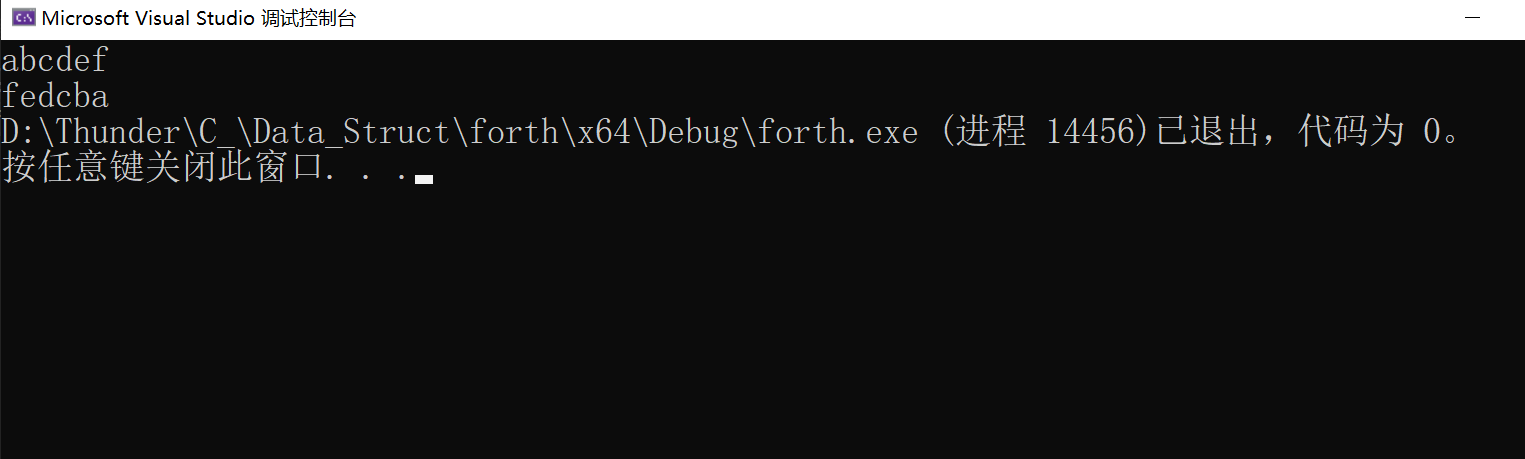 Microsoft Visual Studio 调试控制台
abcdef
fedcba
D:\Thunder\C_\Data_Struct\forth\x64\Debug\forth.exe (进程 14456)已退出，代码为 0。
按任意键关闭此窗口. . .